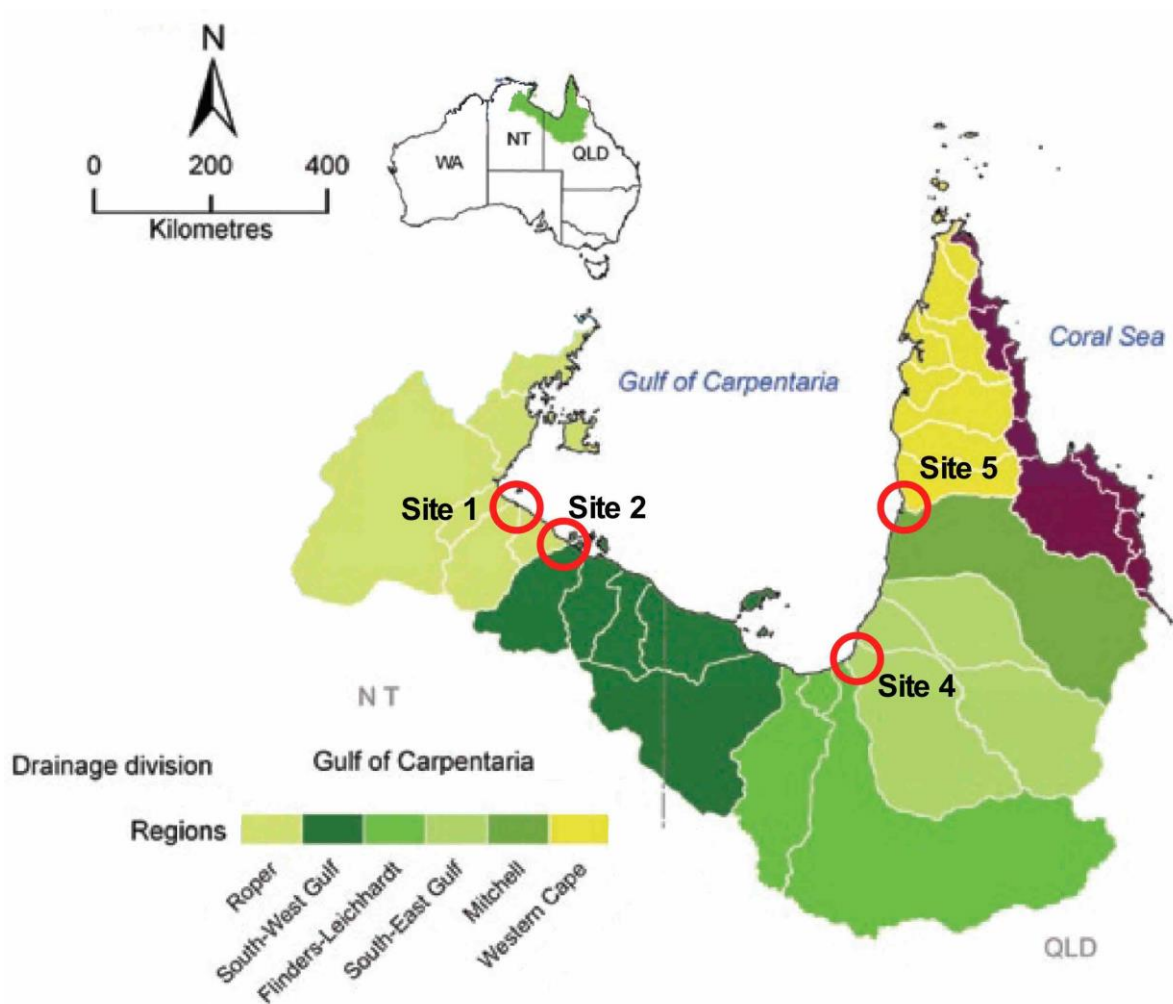 N
0 200 400
Kilometres
WA
NT
QLD
Gulf of Carpentaria
Coral Sea
Site 1
Site 2
Site 5
Site 4
NT
Drainage division
Gulf of Carpentaria
Regions
Roper
South-West Gulf
Flinders-Leichhardt
South-East Gulf
Mitchell
Western Cape
QLD